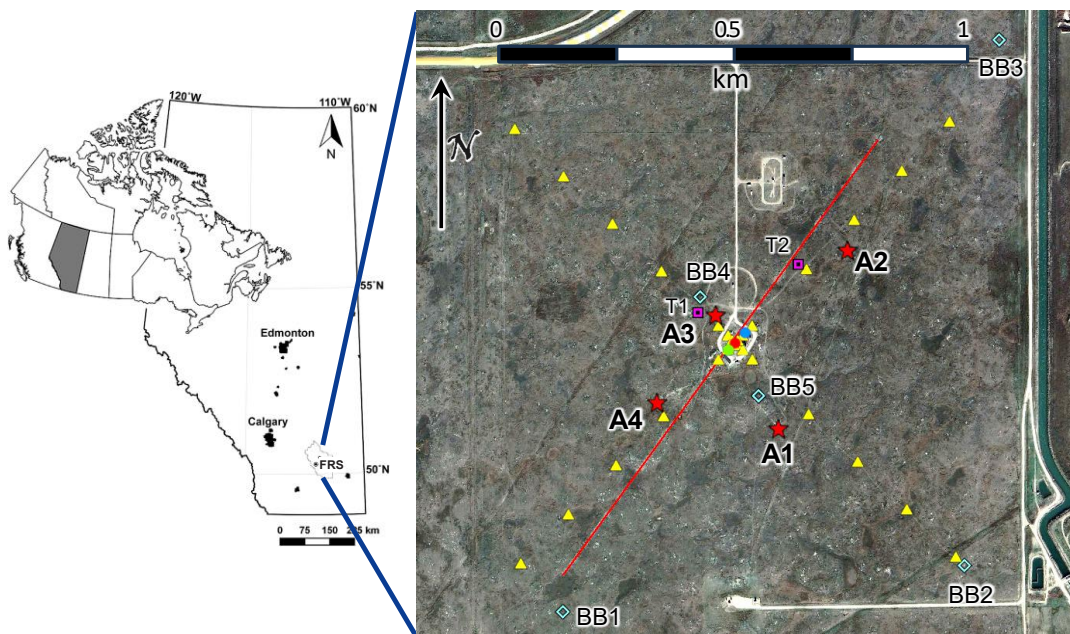 120°W
110°W
60°N
N
55°N
Edmonton
Calgary
FRS
50°N
0 75 150 225 km
0 0.5 1
km
N
BB3
T2
A2
BB4
T1
A3
BB5
A4
A1
BB2
BB1